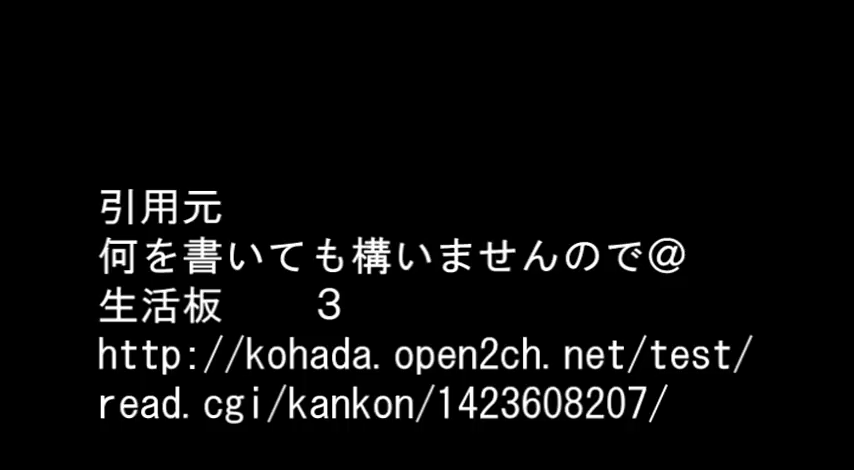 引用元
何を書いても構いませんので＠
生活板　　３
http://kohada.open2ch.net/test/
read.cgi/kankon/1423608207/